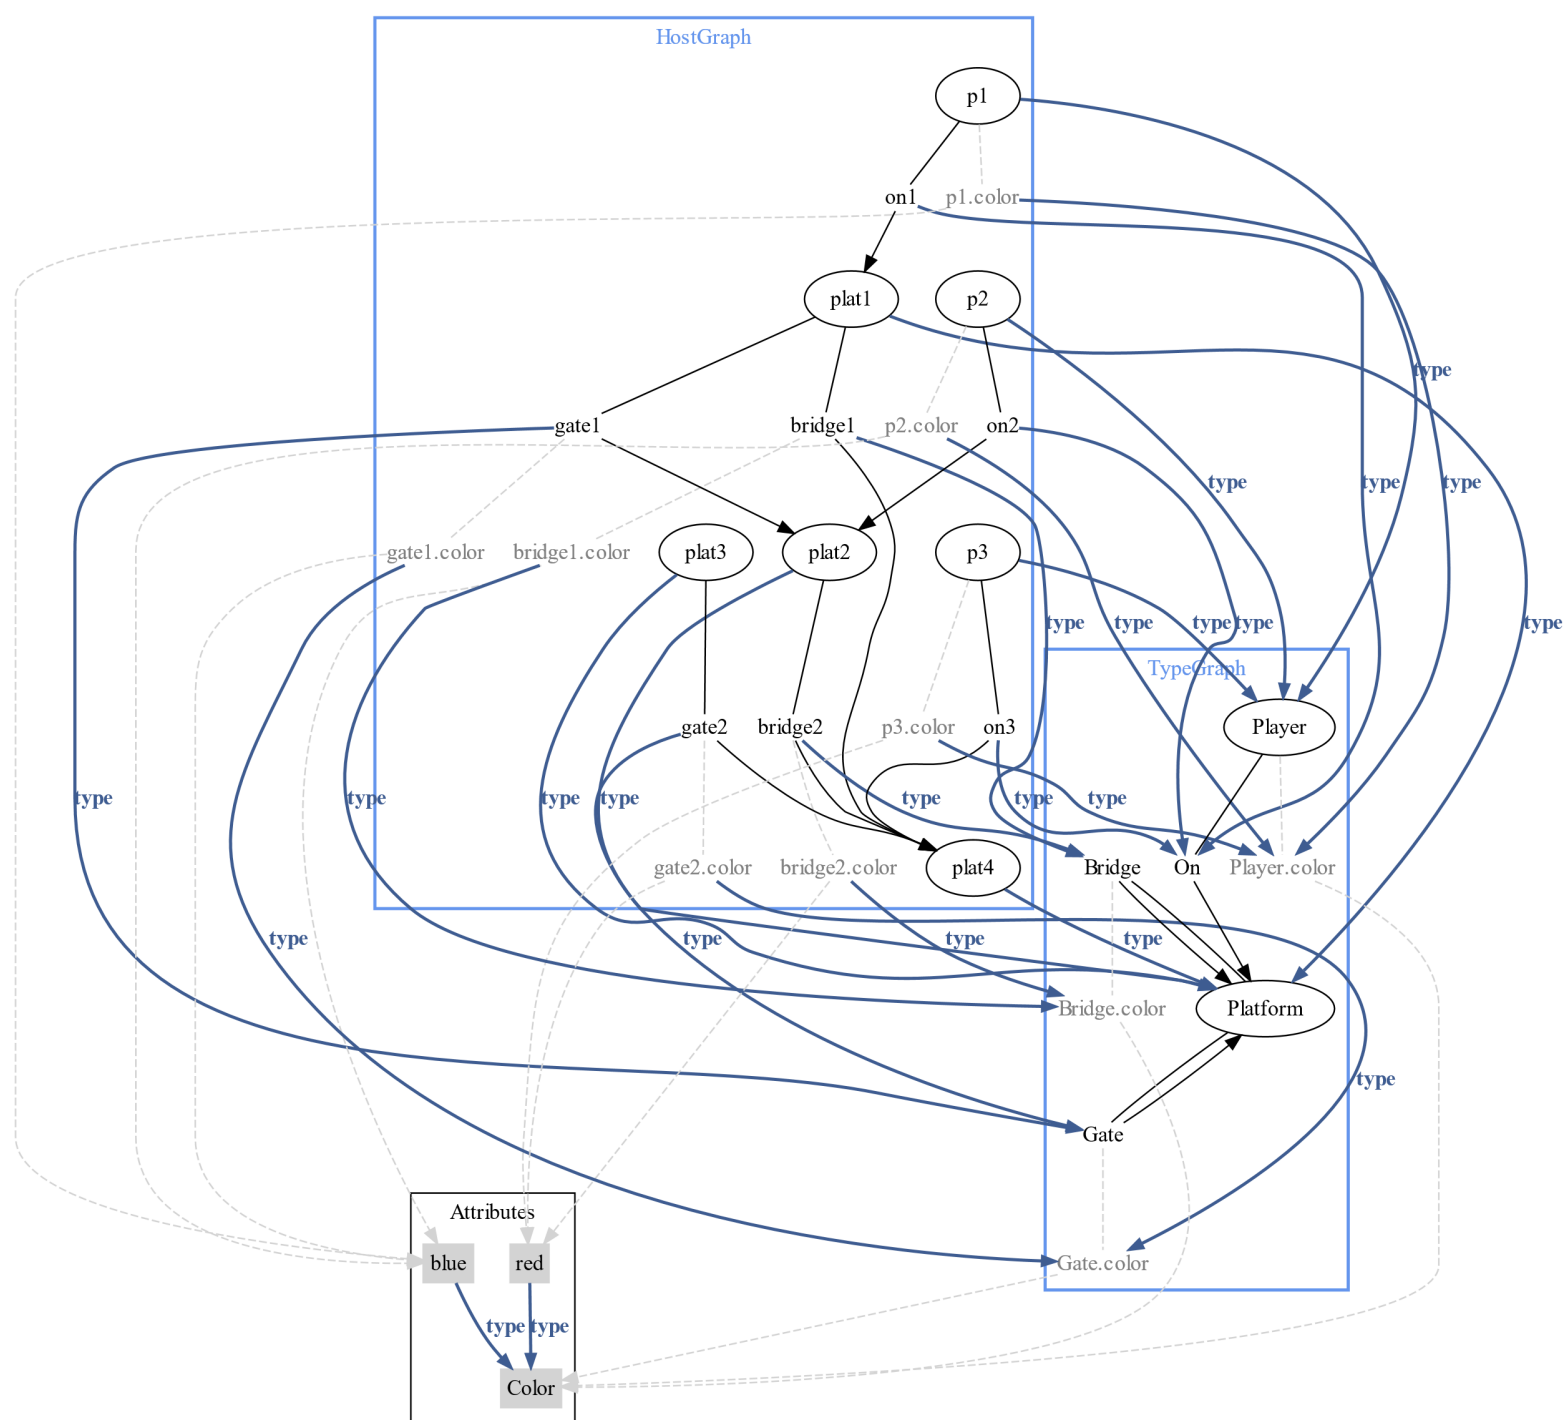 HostGraph
p1
on1
p1.color
plat1
p2
type
gate1
bridge1
p2.color
on2
type
type
type
gate1.color
bridge1.color
plat3
plat2
p3
type
type
type
type
type
TypeGraph
gate2
bridge2
p3.color
on3
Player
type
type
type
type
type
type
type
gate2.color
bridge2.color
plat4
Bridge
On
Player.color
type
type
type
type
Bridge.color
Platform
type
Gate
Attributes
blue
red
Gate.color
type
type
Color